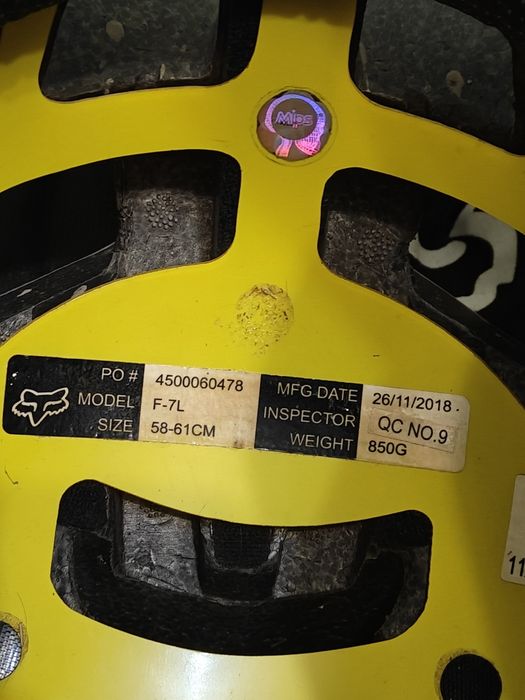 Mips
PO # 4500060478 MFG DATE 26/11/2018
MODEL F-7L INSPECTOR QC NO.9
SIZE 58-61CM WEIGHT 850G
11